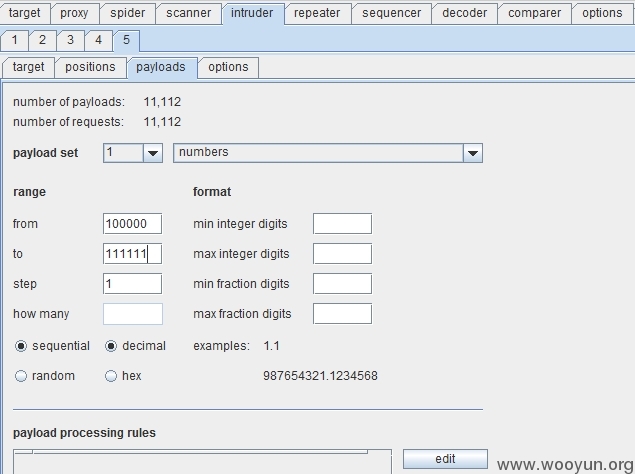 target proxy spider scanner intruder repeater sequencer decoder comparer options
1 2 3 4 5
target positions payloads options
number of payloads: 11,112
number of requests: 11,112
payload set 1 numbers
range format
from 100000 min integer digits
to 111111 max integer digits
step 1 min fraction digits
how many max fraction digits
sequential decimal examples: 1.1
random hex 987654321.1234568
payload processing rules
edit
www.wooyun.org